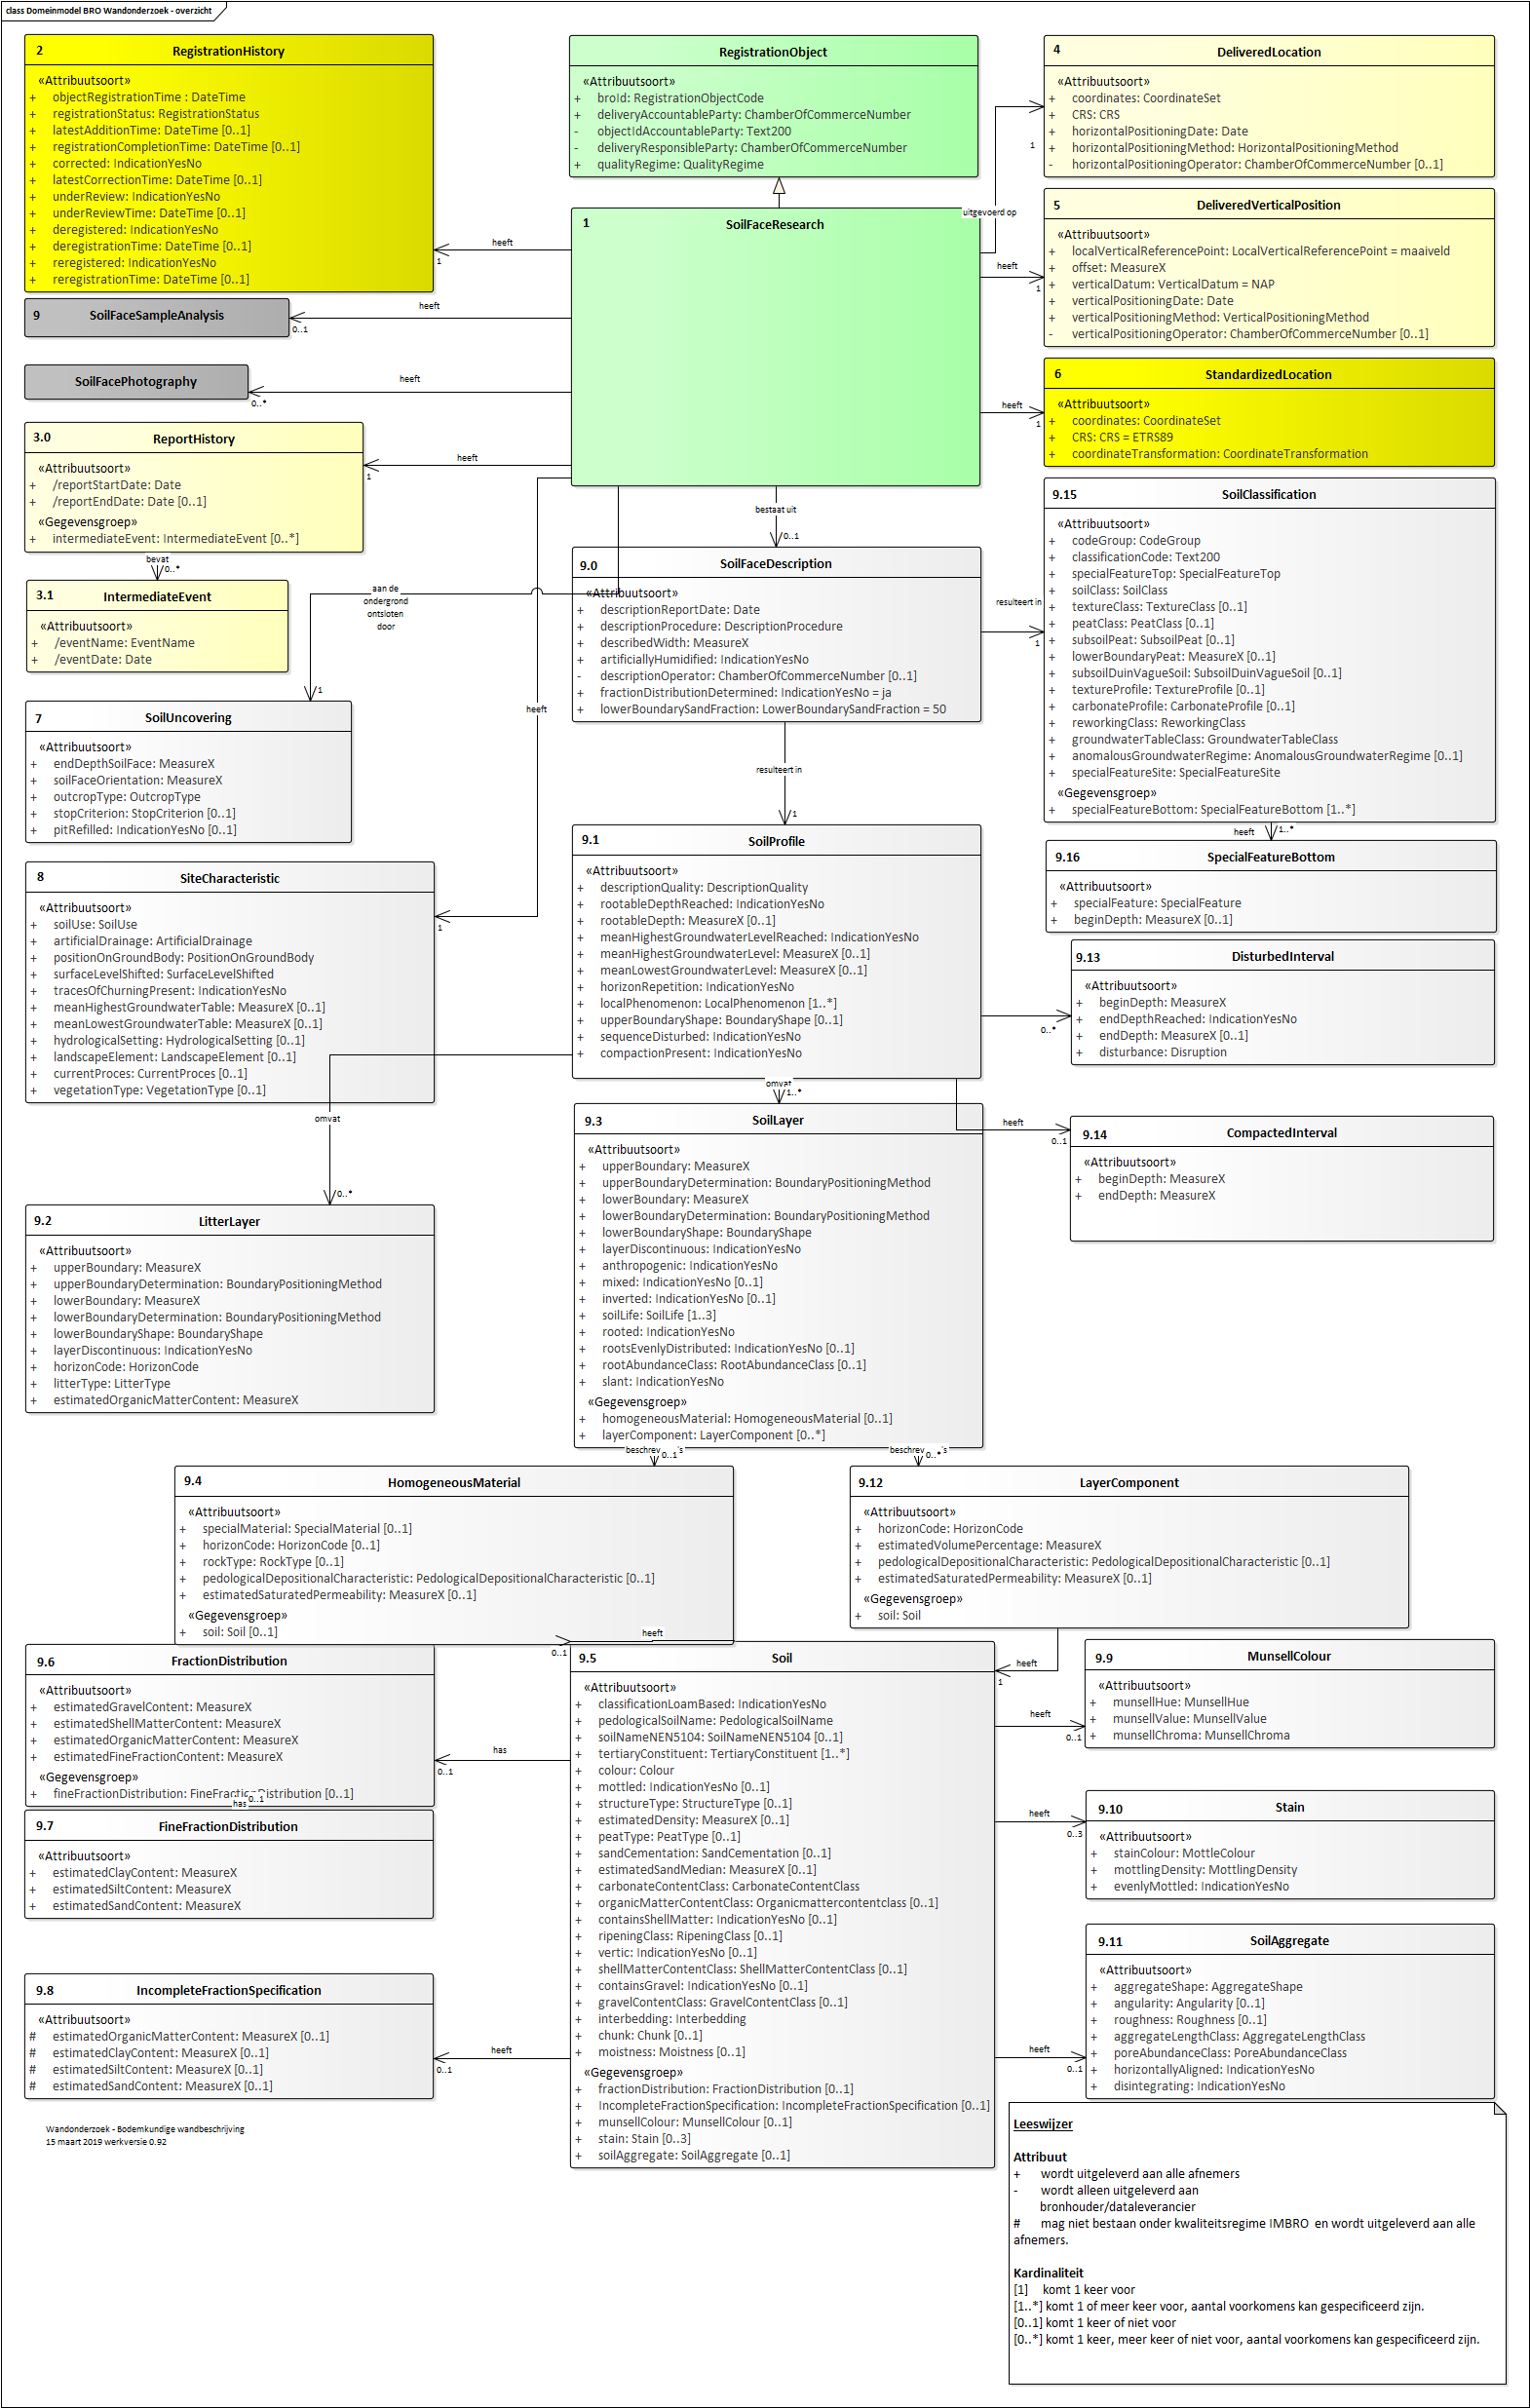 class Domeinmodel BRO Wandonderzoek - overzicht
2 RegistrationHistory
«Attribuutsoort»
+ objectRegistrationTime : DateTime
+ registrationStatus: RegistrationStatus
+ latestAdditionTime: DateTime [0..1]
+ registrationCompletionTime: DateTime [0..1]
+ corrected: IndicationYesNo
+ latestCorrectionTime: DateTime [0..1]
+ underReview: IndicationYesNo
+ underReviewTime: DateTime [0..1]
+ deregistered: IndicationYesNo
+ deregistrationTime: DateTime [0..1]
+ reregistered: IndicationYesNo
+ reregistrationTime: DateTime [0..1]
RegistrationObject
«Attribuutsoort»
+ broId: RegistrationObjectCode
+ deliveryAccountableParty: ChamberOfCommerceNumber
- objectIdAccountableParty: Text200
- deliveryResponsibleParty: ChamberOfCommerceNumber
+ qualityRegime: QualityRegime
4 DeliveredLocation
«Attribuutsoort»
+ coordinates: CoordinateSet
+ CRS: CRS
+ horizontalPositioningDate: Date
+ horizontalPositioningMethod: HorizontalPositioningMethod
- horizontalPositioningOperator: ChamberOfCommerceNumber [0..1]
1
uitgevoerd op
5 DeliveredVerticalPosition
«Attribuutsoort»
+ localVerticalReferencePoint: LocalVerticalReferencePoint = maaiveld
+ offset: MeasureX
+ verticalDatum: VerticalDatum = NAP
+ verticalPositioningDate: Date
+ verticalPositioningMethod: VerticalPositioningMethod
- verticalPositioningOperator: ChamberOfCommerceNumber [0..1]
heeft
1
1 SoilFaceResearch
heeft
1
9 SoilFaceSampleAnalysis
heeft
0..1
SoilFacePhotography
heeft
0..*
6 StandardizedLocation
«Attribuutsoort»
+ coordinates: CoordinateSet
+ CRS: CRS = ETRS89
+ coordinateTransformation: CoordinateTransformation
heeft
1
3.0 ReportHistory
«Attribuutsoort»
+ /reportStartDate: Date
+ /reportEndDate: Date [0..1]
«Gegevensgroep»
+ intermediateEvent: IntermediateEvent [0..*]
heeft
1
bevat
0..*
3.1 IntermediateEvent
«Attribuutsoort»
+ /eventName: EventName
+ /eventDate: Date
bestaat uit
0..1
aan de
ondergrond
ontsloten
door
1
9.0 SoilFaceDescription
«Attribuutsoort»
+ descriptionReportDate: Date
+ descriptionProcedure: DescriptionProcedure
+ describedWidth: MeasureX
+ artificiallyHumidified: IndicationYesNo
- descriptionOperator: ChamberOfCommerceNumber [0..1]
+ fractionDistributionDetermined: IndicationYesNo = ja
+ lowerBoundarySandFraction: LowerBoundarySandFraction = 50
resulteert in
1
9.15 SoilClassification
«Attribuutsoort»
+ codeGroup: CodeGroup
+ classificationCode: Text200
+ specialFeatureTop: SpecialFeatureTop
+ soilClass: SoilClass
+ textureClass: TextureClass [0..1]
+ peatClass: PeatClass [0..1]
+ subsoilPeat: SubsoilPeat [0..1]
+ lowerBoundaryPeat: MeasureX [0..1]
+ subsoilDuinVagueSoil: SubsoilDuinVagueSoil [0..1]
+ textureProfile: TextureProfile [0..1]
+ carbonateProfile: CarbonateProfile [0..1]
+ reworkingClass: ReworkingClass
+ groundwaterTableClass: GroundwaterTableClass
+ anomalousGroundwaterRegime: AnomalousGroundwaterRegime [0..1]
+ specialFeatureSite: SpecialFeatureSite
«Gegevensgroep»
+ specialFeatureBottom: SpecialFeatureBottom [1..*]
heeft
1..*
7 SoilUncovering
«Attribuutsoort»
+ endDepthSoilFace: MeasureX
+ soilFaceOrientation: MeasureX
+ outcropType: OutcropType
+ stopCriterion: StopCriterion [0..1]
+ pitRefilled: IndicationYesNo [0..1]
heeft
resulteert in
1
9.16 SpecialFeatureBottom
«Attribuutsoort»
+ specialFeature: SpecialFeature
+ beginDepth: MeasureX [0..1]
8 SiteCharacteristic
«Attribuutsoort»
+ soilUse: SoilUse
+ artificialDrainage: ArtificialDrainage
+ positionOnGroundBody: PositionOnGroundBody
+ surfaceLevelShifted: SurfaceLevelShifted
+ tracesOfChurningPresent: IndicationYesNo
+ meanHighestGroundwaterTable: MeasureX [0..1]
+ meanLowestGroundwaterTable: MeasureX [0..1]
+ hydrologicalSetting: HydrologicalSetting [0..1]
+ landscapeElement: LandscapeElement [0..1]
+ currentProces: CurrentProces [0..1]
+ vegetationType: VegetationType [0..1]
1
9.1 SoilProfile
«Attribuutsoort»
+ descriptionQuality: DescriptionQuality
+ rootableDepthReached: IndicationYesNo
+ rootableDepth: MeasureX [0..1]
+ meanHighestGroundwaterLevelReached: IndicationYesNo
+ meanHighestGroundwaterLevel: MeasureX [0..1]
+ meanLowestGroundwaterLevel: MeasureX [0..1]
+ horizonRepetition: IndicationYesNo
+ localPhenomenon: LocalPhenomenon [1..*]
+ upperBoundaryShape: BoundaryShape [0..1]
+ sequenceDisturbed: IndicationYesNo
+ compactionPresent: IndicationYesNo
0..*
9.13 DisturbedInterval
«Attribuutsoort»
+ beginDepth: MeasureX
+ endDepthReached: IndicationYesNo
+ endDepth: MeasureX [0..1]
+ disturbance: Disruption
omvat
1..*
heeft
0..1
9.14 CompactedInterval
«Attribuutsoort»
+ beginDepth: MeasureX
+ endDepth: MeasureX
omvat
0..*
9.2 LitterLayer
«Attribuutsoort»
+ upperBoundary: MeasureX
+ upperBoundaryDetermination: BoundaryPositioningMethod
+ lowerBoundary: MeasureX
+ lowerBoundaryDetermination: BoundaryPositioningMethod
+ lowerBoundaryShape: BoundaryShape
+ layerDiscontinuous: IndicationYesNo
+ horizonCode: HorizonCode
+ litterType: LitterType
+ estimatedOrganicMatterContent: MeasureX
9.3 SoilLayer
«Attribuutsoort»
+ upperBoundary: MeasureX
+ upperBoundaryDetermination: BoundaryPositioningMethod
+ lowerBoundary: MeasureX
+ lowerBoundaryDetermination: BoundaryPositioningMethod
+ lowerBoundaryShape: BoundaryShape
+ layerDiscontinuous: IndicationYesNo
+ anthropogenic: IndicationYesNo
+ mixed: IndicationYesNo [0..1]
+ inverted: IndicationYesNo [0..1]
+ soilLife: SoilLife [1..3]
+ rooted: IndicationYesNo
+ rootsEvenlyDistributed: IndicationYesNo [0..1]
+ rootAbundanceClass: RootAbundanceClass [0..1]
+ slant: IndicationYesNo
«Gegevensgroep»
+ homogeneousMaterial: HomogeneousMaterial [0..1]
+ layerComponent: LayerComponent [0..*]
0..1
0..*
9.4 HomogeneousMaterial
«Attribuutsoort»
+ specialMaterial: SpecialMaterial [0..1]
+ horizonCode: HorizonCode [0..1]
+ rockType: RockType [0..1]
+ pedologicalDepositionalCharacteristic: PedologicalDepositionalCharacteristic [0..1]
+ estimatedSaturatedPermeability: MeasureX [0..1]
«Gegevensgroep»
+ soil: Soil [0..1]
9.12 LayerComponent
«Attribuutsoort»
+ horizonCode: HorizonCode
+ estimatedVolumePercentage: MeasureX
+ pedologicalDepositionalCharacteristic: PedologicalDepositionalCharacteristic [0..1]
+ estimatedSaturatedPermeability: MeasureX [0..1]
«Gegevensgroep»
+ soil: Soil
heeft
0..1
heeft
1
9.6 FractionDistribution
«Attribuutsoort»
+ estimatedGravelContent: MeasureX
+ estimatedShellMatterContent: MeasureX
+ estimatedOrganicMatterContent: MeasureX
+ estimatedFineFractionContent: MeasureX
«Gegevensgroep»
+ fineFractionDistribution: FineFractionDistribution [0..1]
has
0..1
has
0..1
9.7 FineFractionDistribution
«Attribuutsoort»
+ estimatedClayContent: MeasureX
+ estimatedSiltContent: MeasureX
+ estimatedSandContent: MeasureX
9.8 IncompleteFractionSpecification
«Attribuutsoort»
# estimatedOrganicMatterContent: MeasureX [0..1]
# estimatedClayContent: MeasureX [0..1]
# estimatedSiltContent: MeasureX [0..1]
# estimatedSandContent: MeasureX [0..1]
heeft
0..1
9.5 Soil
«Attribuutsoort»
+ classificationLoamBased: IndicationYesNo
+ pedologicalSoilName: PedologicalSoilName
+ soilNameNEN5104: SoilNameNEN5104 [0..1]
+ tertiaryConstituent: TertiaryConstituent [1..*]
+ colour: Colour
+ mottled: IndicationYesNo [0..1]
+ structureType: StructureType [0..1]
+ estimatedDensity: MeasureX [0..1]
+ peatType: PeatType [0..1]
+ sandCementation: SandCementation [0..1]
+ estimatedSandMedian: MeasureX [0..1]
+ carbonateContentClass: CarbonateContentClass
+ organicMatterContentClass: Organicmattercontentclass [0..1]
+ containsShellMatter: IndicationYesNo [0..1]
+ ripeningClass: RipeningClass [0..1]
+ vertic: IndicationYesNo [0..1]
+ shellMatterContentClass: ShellMatterContentClass [0..1]
+ containsGravel: IndicationYesNo [0..1]
+ gravelContentClass: GravelContentClass [0..1]
+ interbedding: Interbedding
+ chunk: Chunk [0..1]
+ moistness: Moistness [0..1]
«Gegevensgroep»
+ fractionDistribution: FractionDistribution [0..1]
+ IncompleteFractionSpecification: IncompleteFractionSpecification [0..1]
+ munsellColour: MunsellColour [0..1]
+ stain: Stain [0..3]
+ soilAggregate: SoilAggregate [0..1]
heeft
0..1
9.9 MunsellColour
«Attribuutsoort»
+ munsellHue: MunsellHue
+ munsellValue: MunsellValue
+ munsellChroma: MunsellChroma
heeft
0..3
9.10 Stain
«Attribuutsoort»
+ stainColour: MottleColour
+ mottlingDensity: MottlingDensity
+ evenlyMottled: IndicationYesNo
heeft
0..1
9.11 SoilAggregate
«Attribuutsoort»
+ aggregateShape: AggregateShape
+ angularity: Angularity [0..1]
+ roughness: Roughness [0..1]
+ aggregateLengthClass: AggregateLengthClass
+ poreAbundanceClass: PoreAbundanceClass
+ horizontallyAligned: IndicationYesNo
+ disintegrating: IndicationYesNo
Wandonderzoek - Bodemkundige wandbeschrijving
15 maart 2019 werkversie 0.92
Leeswijzer
Attribuut
+ wordt uitgeleverd aan alle afnemers
- wordt alleen uitgeleverd aan
bronhouder/dataleverancier
# mag niet bestaan onder kwaliteitsregime IMBRO en wordt uitgeleverd aan alle
afnemers.
Kardinaliteit
[1] komt 1 keer voor
[1..*] komt 1 of meer keer voor, aantal voorkomens kan gespecificeerd zijn.
[0..1] komt 1 keer of niet voor
[0..*] komt 1 keer, meer keer of niet voor, aantal voorkomens kan gespecificeerd zijn.